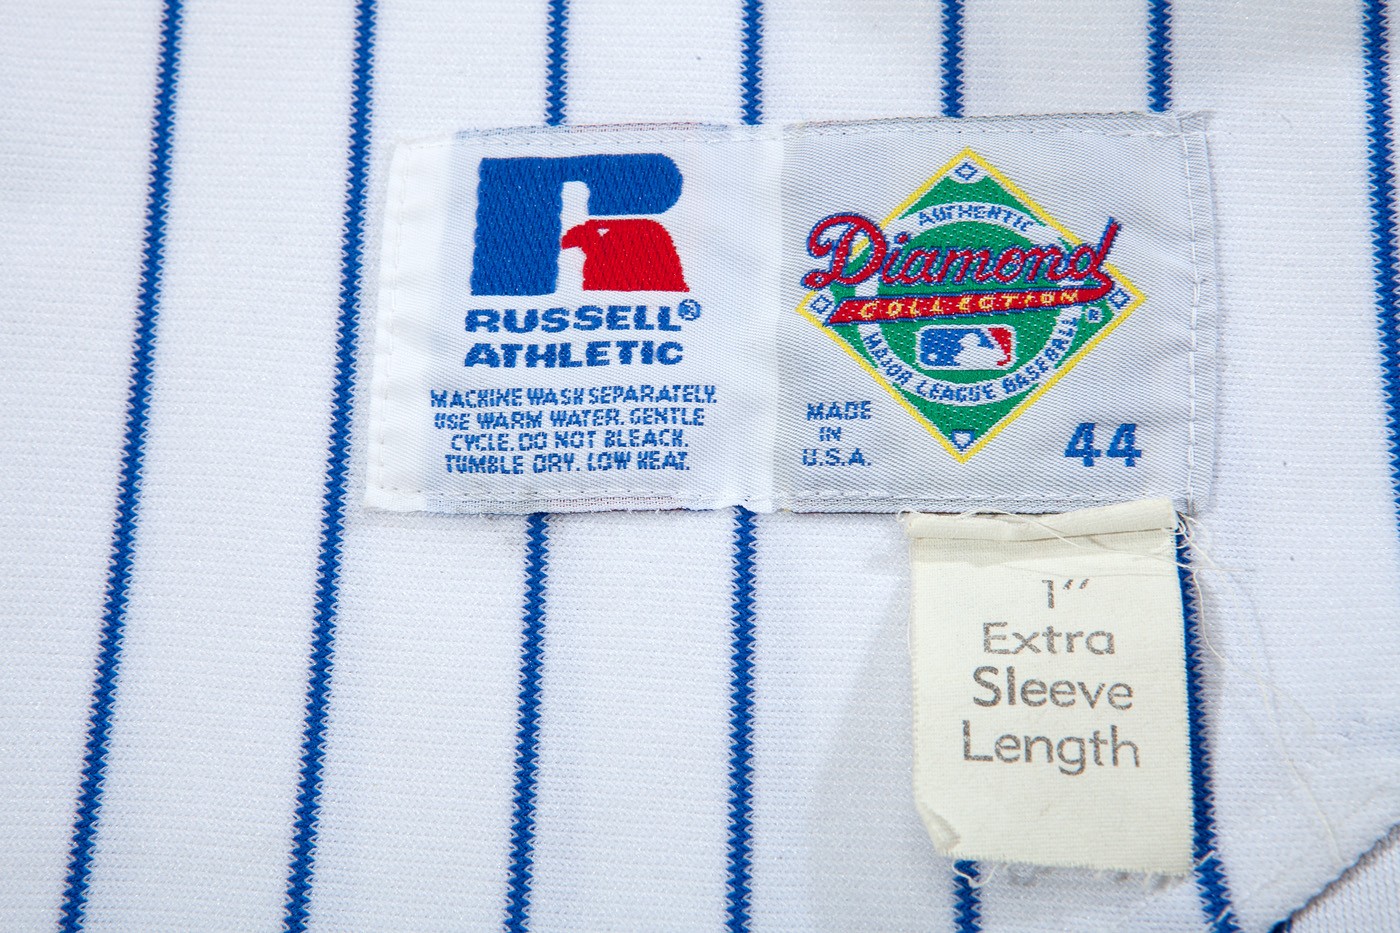 RUSSELL®
ATHLETIC
MACHINE WASH SEPARATELY.
USE WARM WATER. GENTLE
CYCLE. DO NOT BLEACH.
TUMBLE DRY. LOW HEAT.
AUTHENTIC
Diamond
COLLECTION
MAJOR LEAGUE BASEBALL®
MADE
IN
U.S.A.
44
1"
Extra
Sleeve
Length